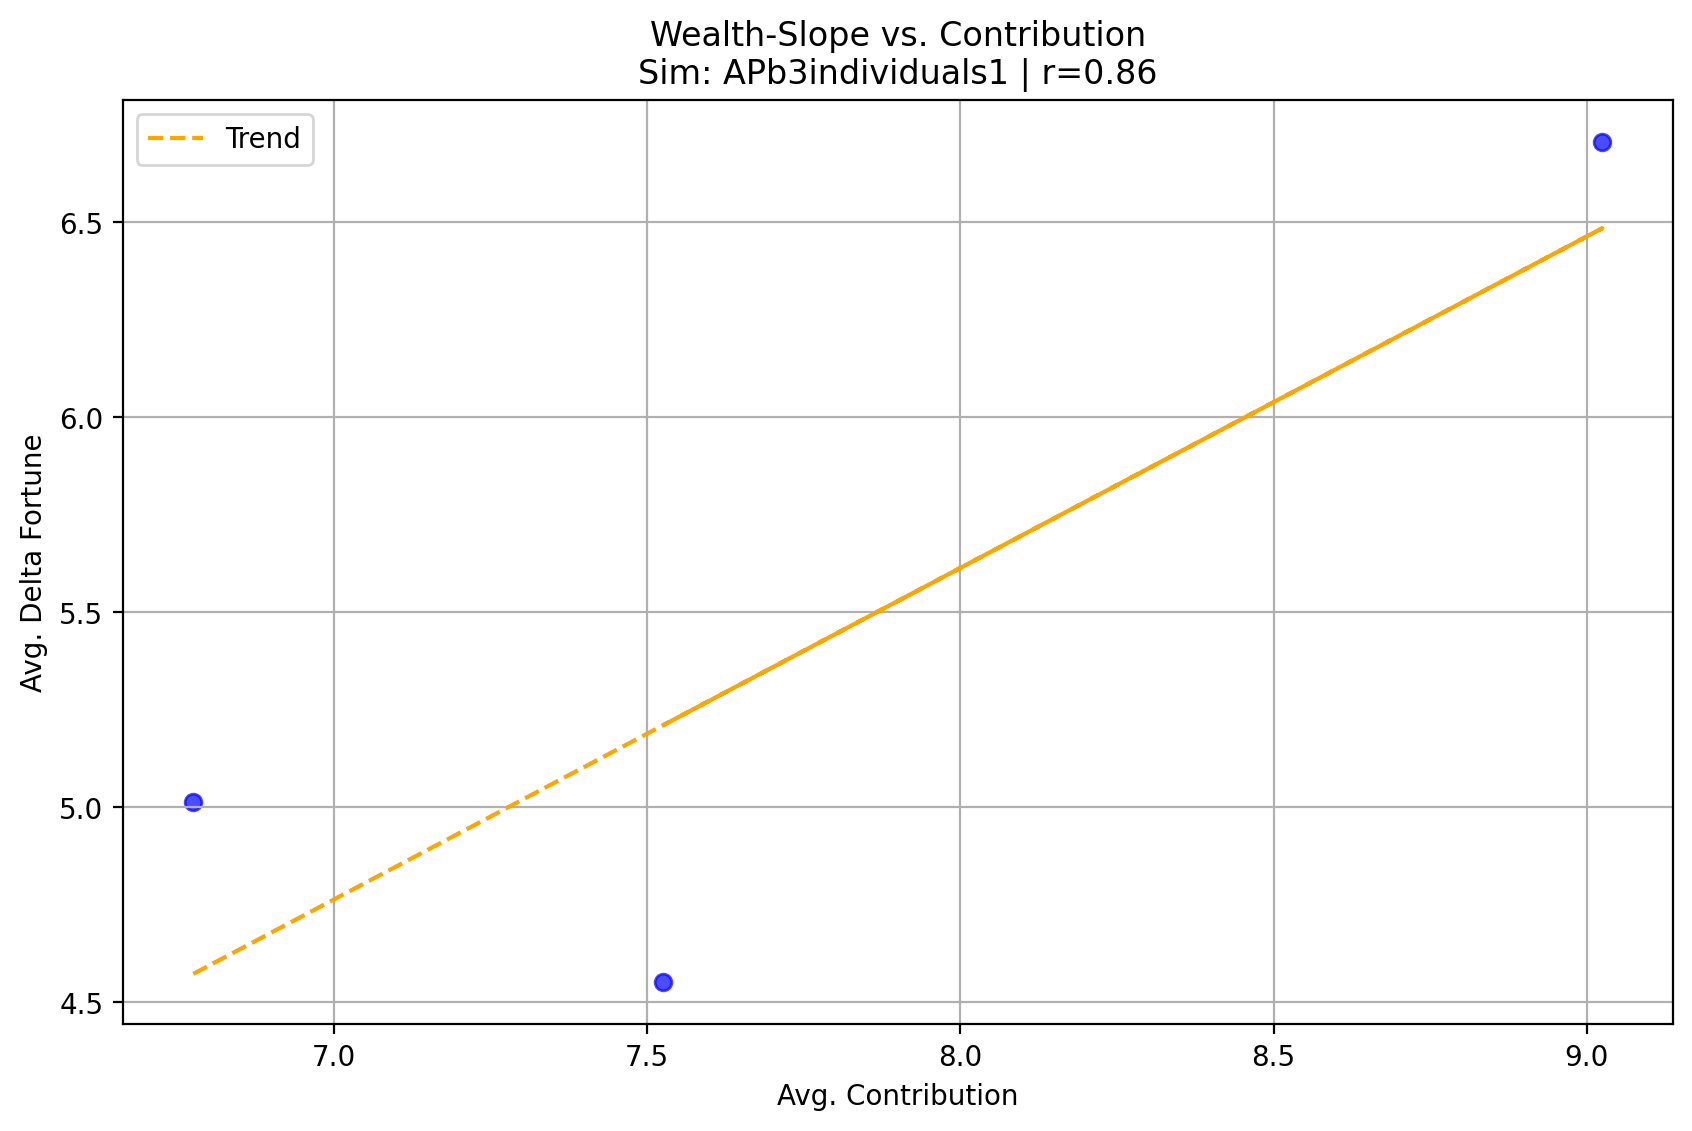 Wealth-Slope vs. Contribution
Sim: APb3individuals1 | r=0.86
Trend
6.5
6.0
5.5
5.0
4.5
Avg. Delta Fortune
7.0
7.5
8.0
8.5
9.0
Avg. Contribution